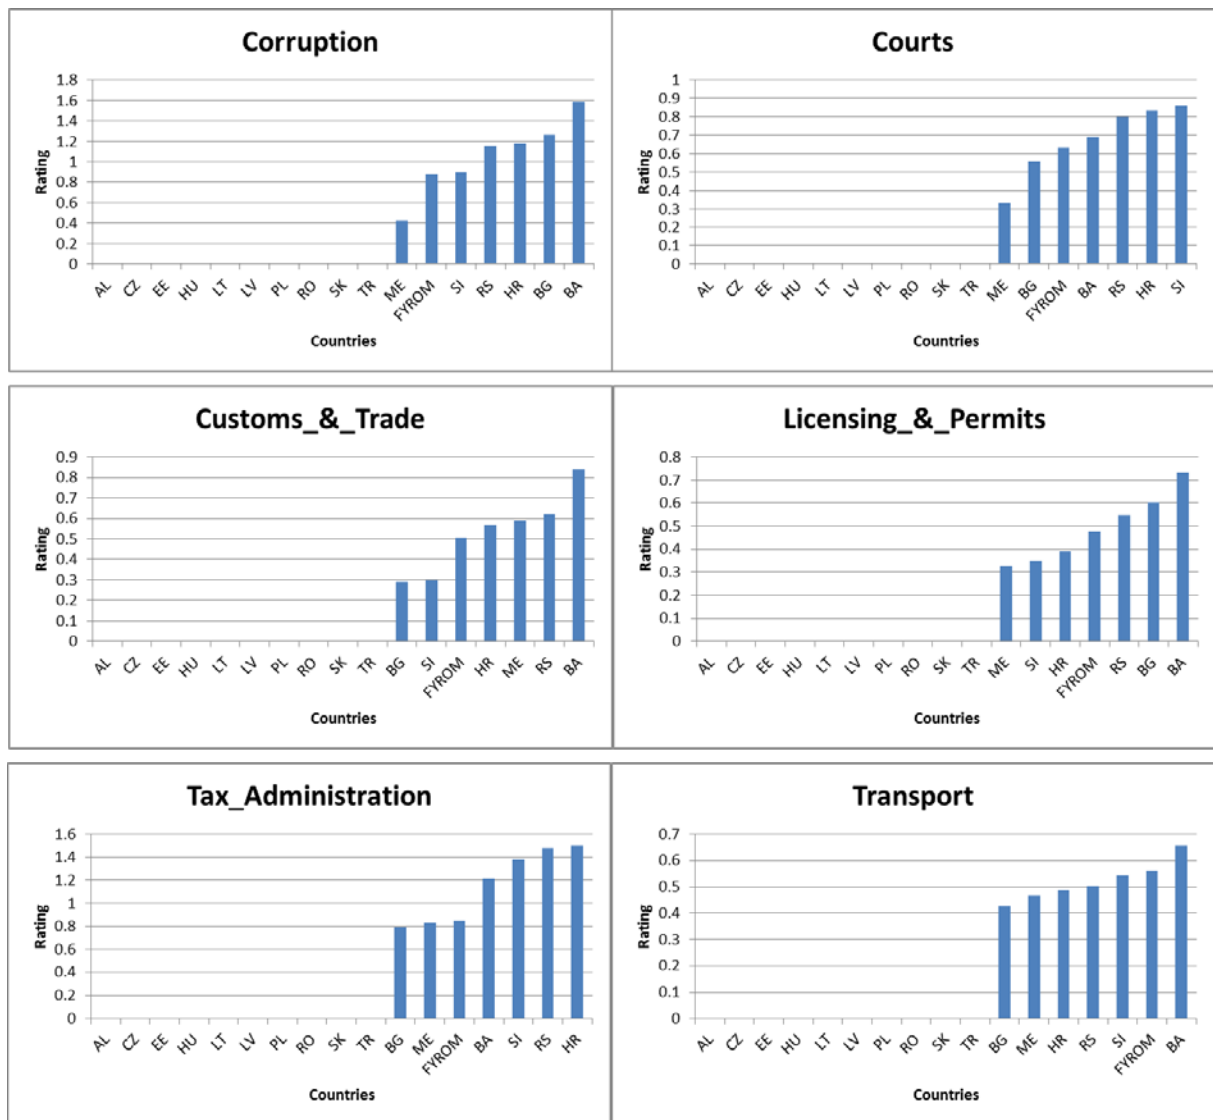 Corruption
1.8
1.6
1.4
1.2
1
0.8
0.6
0.4
0.2
0
Rating
AL CZ EE HU LT LV PL RO SK TR ME FYROM SI RS HR BG BA
Countries
Courts
1
0.9
0.8
0.7
0.6
0.5
0.4
0.3
0.2
0.1
0
Rating
AL CZ EE HU LT LV PL RO SK TR ME BG FYROM BA RS HR SI
Countries
Customs_&_Trade
0.9
0.8
0.7
0.6
0.5
0.4
0.3
0.2
0.1
0
Rating
AL CZ EE HU LT LV PL RO SK TR BG SI FYROM HR ME RS BA
Countries
Licensing_&_Permits
0.8
0.7
0.6
0.5
0.4
0.3
0.2
0.1
0
Rating
AL CZ EE HU LT LV PL RO SK TR ME SI HR FYROM RS BG BA
Countries
Tax_Administration
1.6
1.4
1.2
1
0.8
0.6
0.4
0.2
0
Rating
AL CZ EE HU LT LV PL RO SK TR BG ME FYROM BA SI RS HR
Countries
Transport
0.7
0.6
0.5
0.4
0.3
0.2
0.1
0
Rating
AL CZ EE HU LT LV PL RO SK TR BG ME HR RS SI FYROM BA
Countries